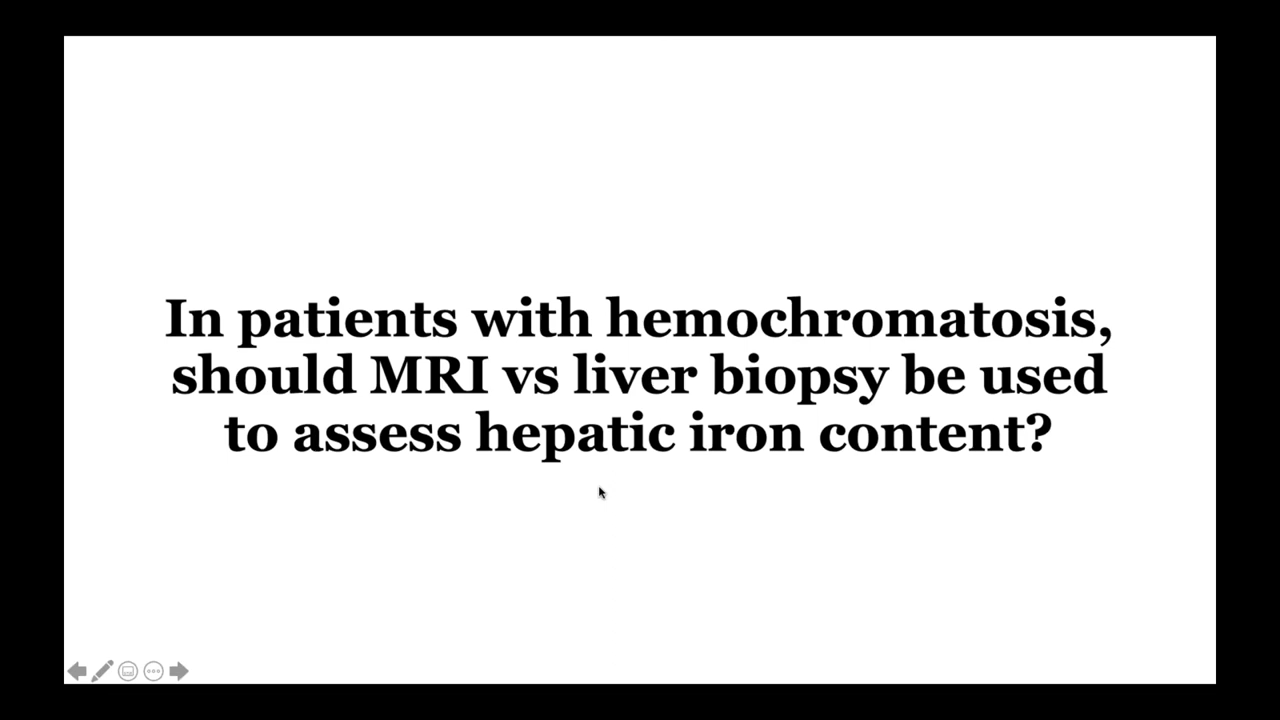 In patients with hemochromatosis,
should MRI vs liver biopsy be used
to assess hepatic iron content?